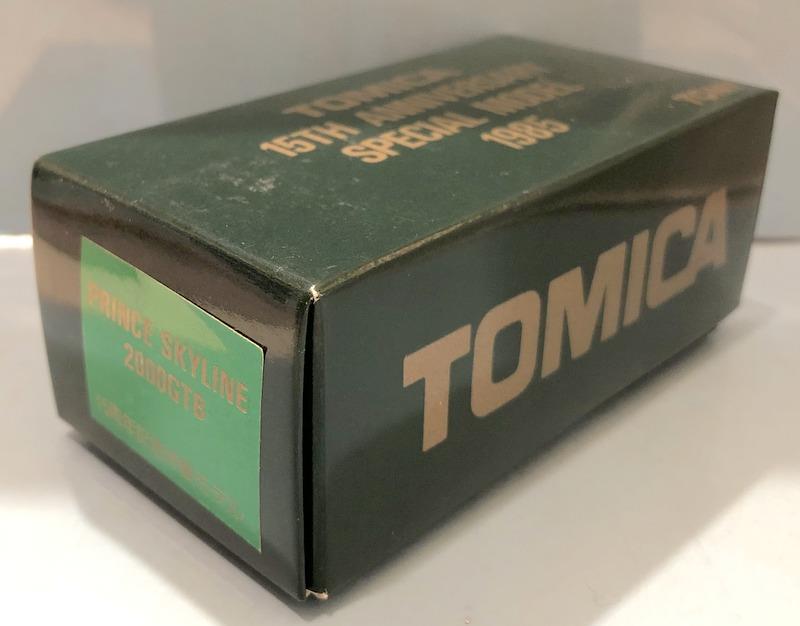 TOMICA
15TH ANNIVERSARY
SPECIAL MODEL
1985
TOMICA
PRINCE SKYLINE
2000GTB